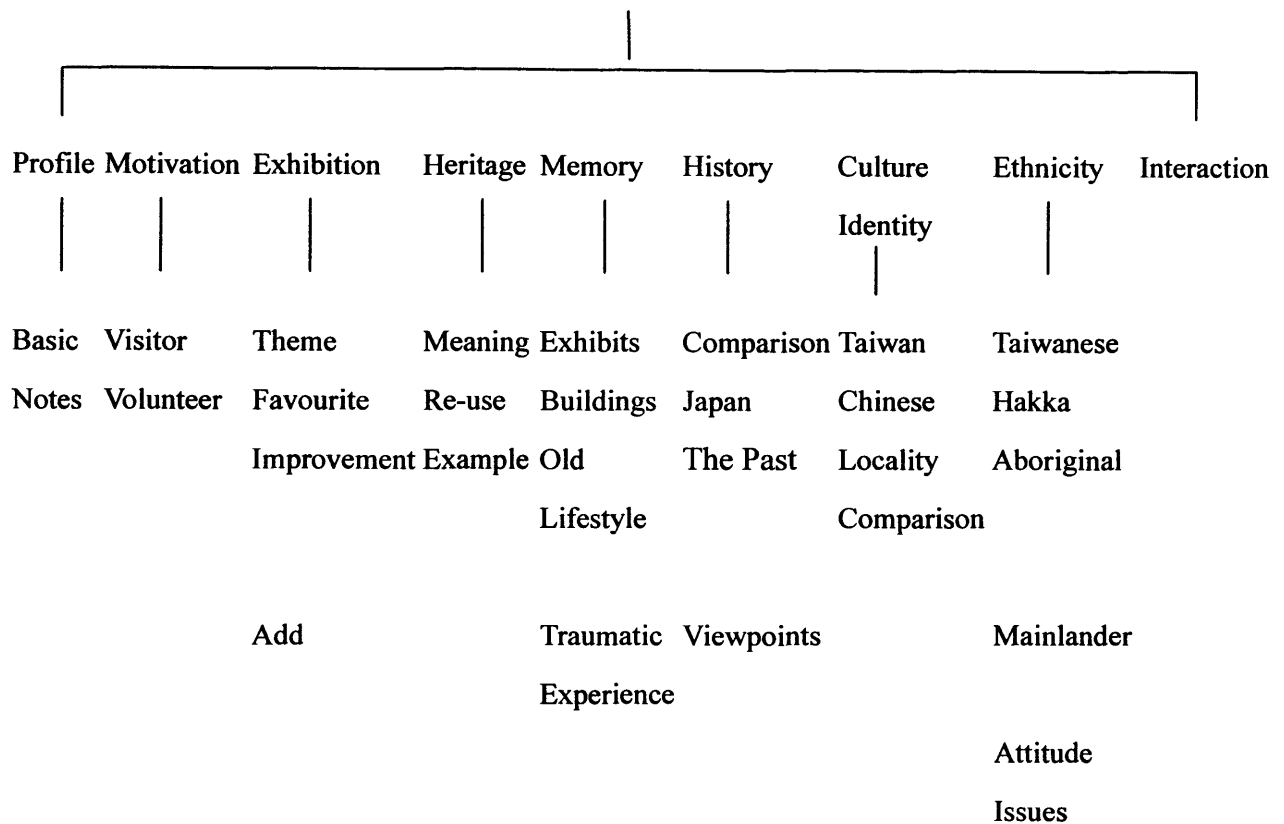 Profile Motivation Exhibition Heritage Memory History Culture Ethnicity Interaction
Identity
Basic Visitor Theme Meaning Exhibits Comparison Taiwan Taiwanese
Notes Volunteer Favourite Re-use Buildings Japan Chinese Hakka
Improvement Example Old The Past Locality Aboriginal
Lifestyle Comparison
Add Traumatic Viewpoints Mainlander
Experience
Attitude
Issues